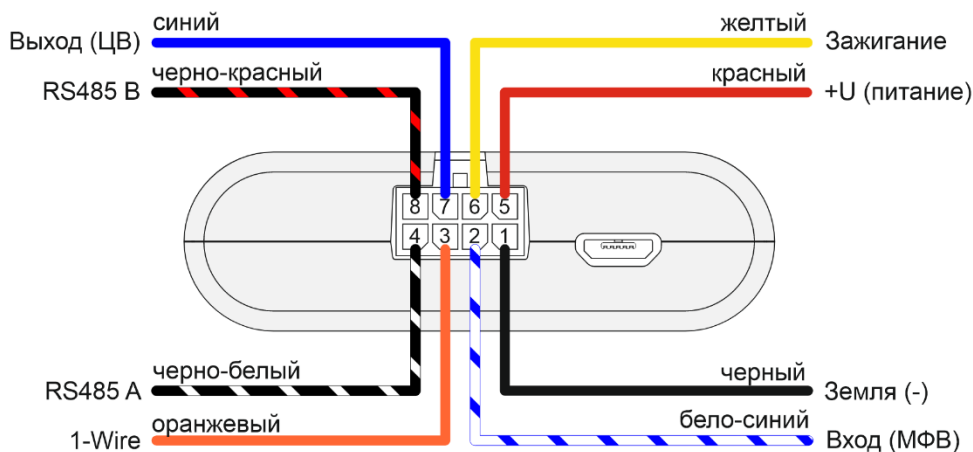 синий
Выход (ЦВ)
желтый
Зажигание
черно-красный
RS485 B
красный
+U (питание)
8 7 6 5
4 3 2 1
черно-белый
RS485 A
черный
Земля (-)
оранжевый
1-Wire
бело-синий
Вход (МФВ)